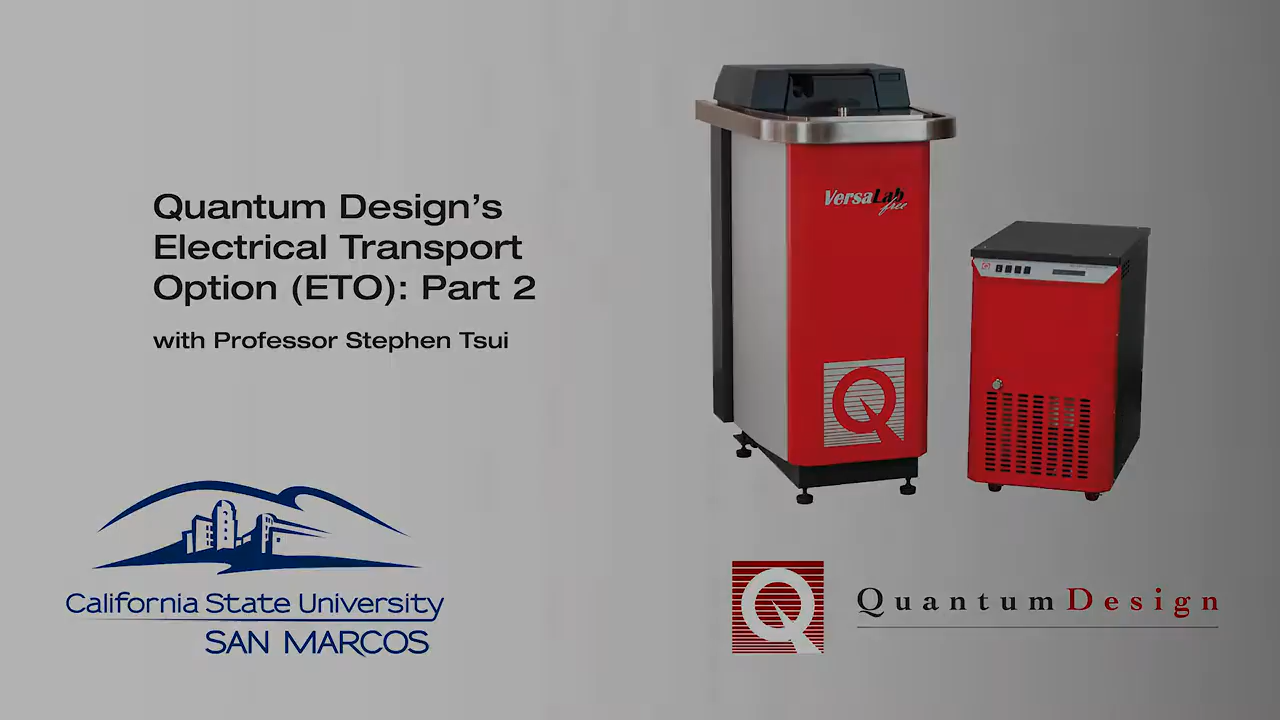 Quantum Design's
Electrical Transport
Option (ETO): Part 2
with Professor Stephen Tsui
VersaLab
free
California State University
SAN MARCOS
Quantum Design